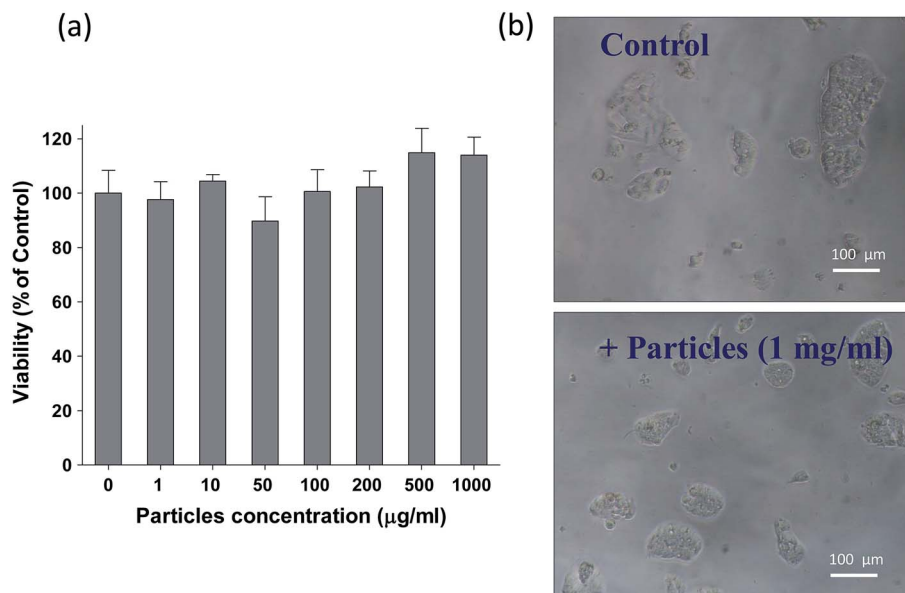 (a)
Viability (% of Control)
120
100
80
60
40
20
0
0 1 10 50 100 200 500 1000
Particles concentration (µg/ml)
(b)
Control
100 µm
+ Particles (1 mg/ml)
100 µm